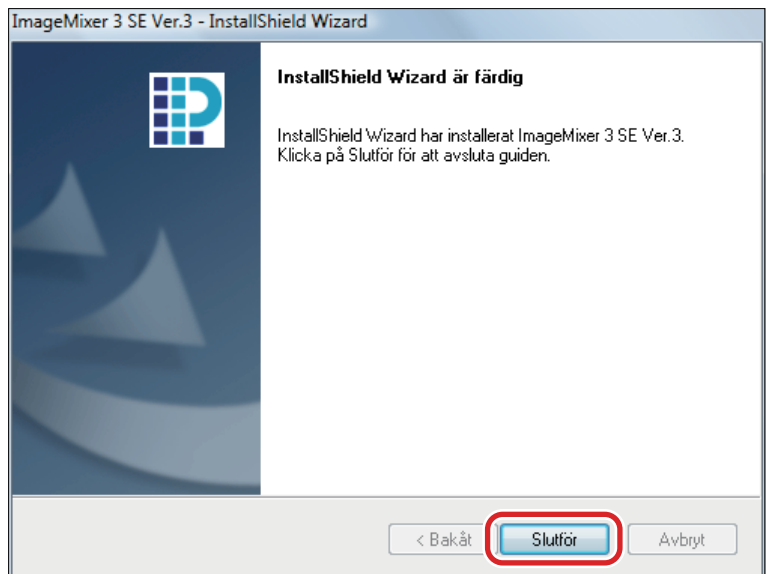 ImageMixer 3 SE Ver.3 - InstallShield Wizard
InstallShield Wizard är färdig
InstallShield Wizard har installerat ImageMixer 3 SE Ver.3.
Klicka på Slutför för att avsluta guiden.
< Bakåt Slutför Avbryt